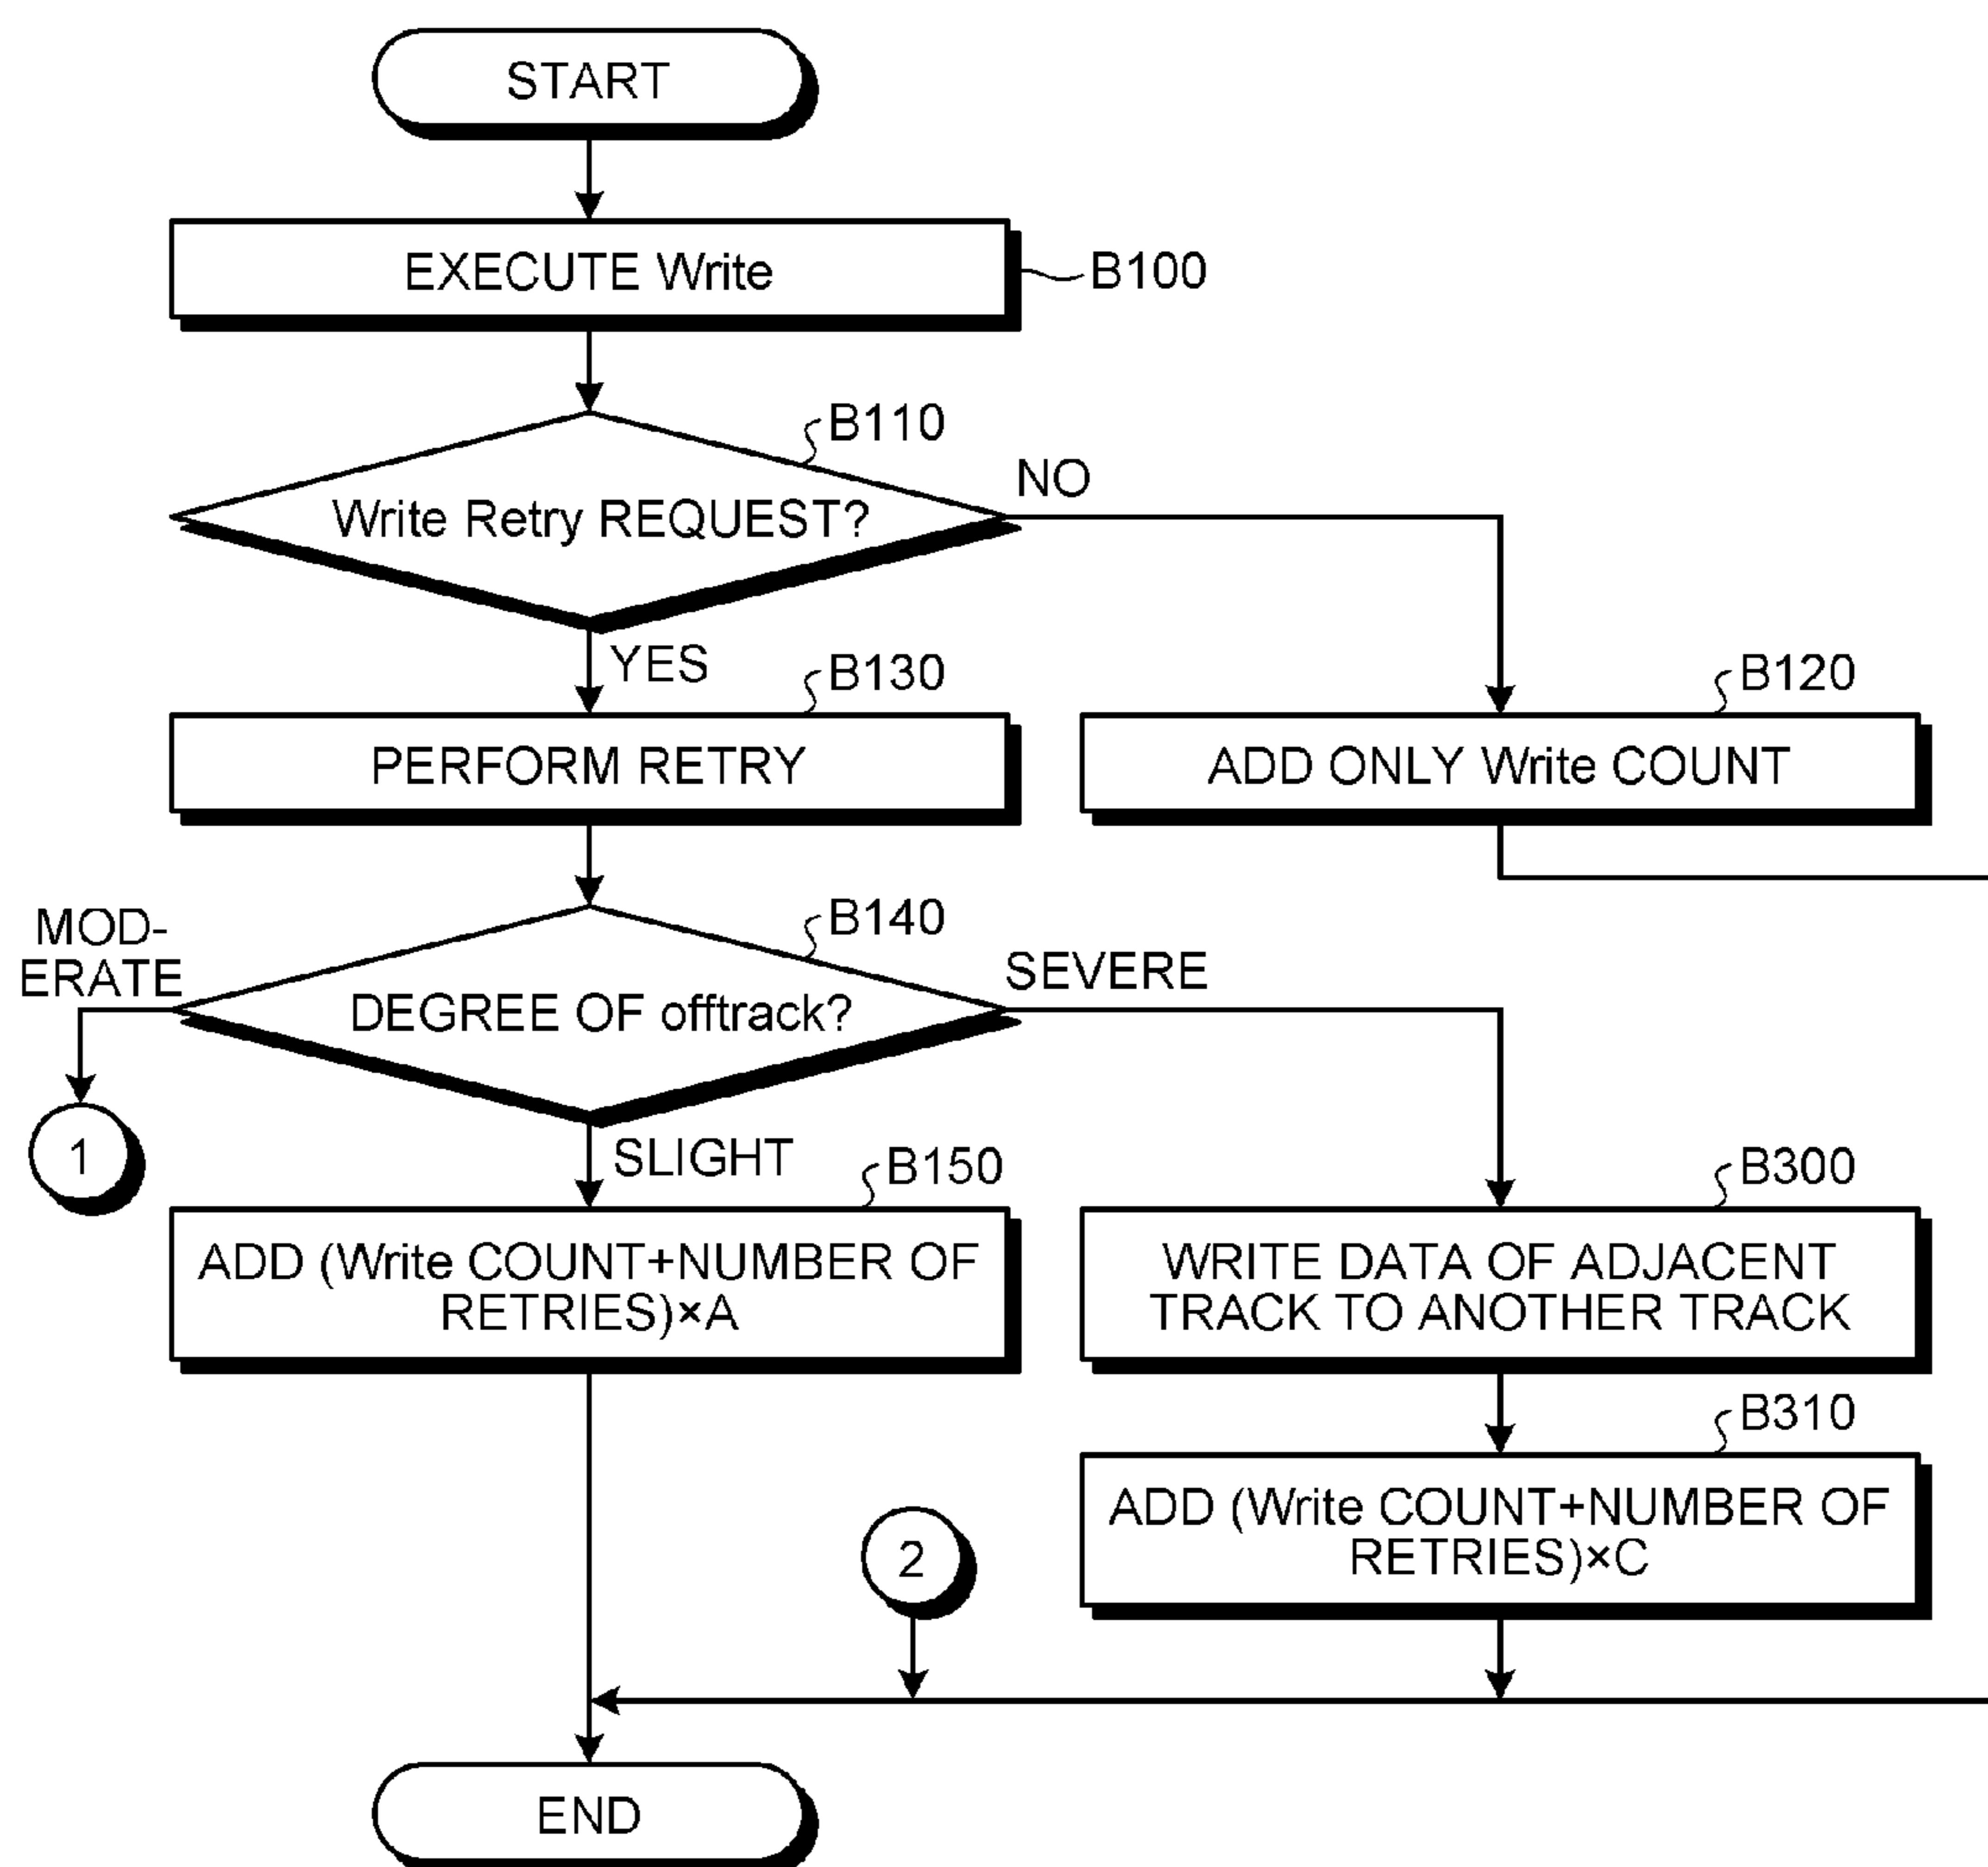 START
EXECUTE Write
B100
B110
Write Retry REQUEST?
NO
YES
B130
PERFORM RETRY
B120
ADD ONLY Write COUNT
B140
MOD-
ERATE
DEGREE OF offtrack?
SEVERE
1
SLIGHT
B150
ADD (Write COUNT+NUMBER OF
RETRIES)×A
B300
WRITE DATA OF ADJACENT
TRACK TO ANOTHER TRACK
B310
ADD (Write COUNT+NUMBER OF
RETRIES)×C
2
END